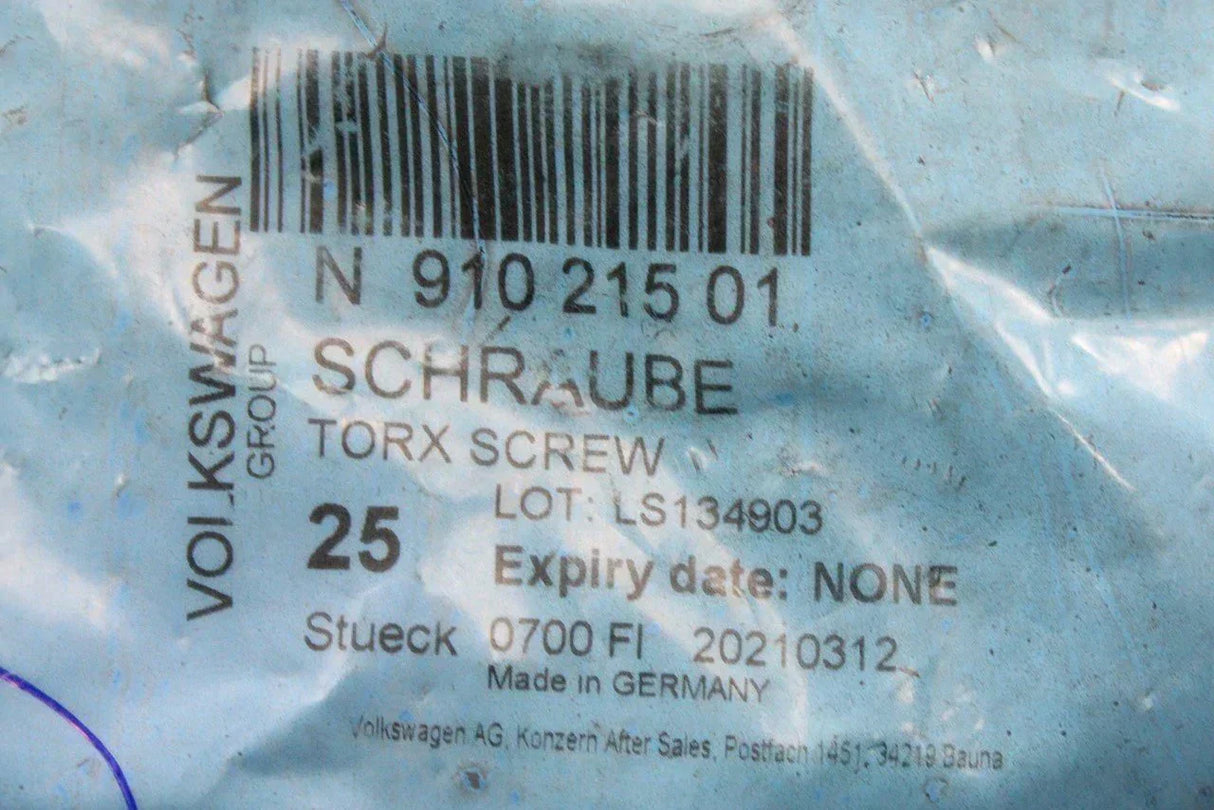 VOLKSWAGEN
GROUP
N 910 215 01
SCHRAUBE
TORX SCREW
LOT: LS134903
25
Expiry date: NONE
Stueck 0700 FI 20210312
Made in GERMANY
Volkswagen AG, Konzern After Sales, Postfach 1451, 34219 Bauna